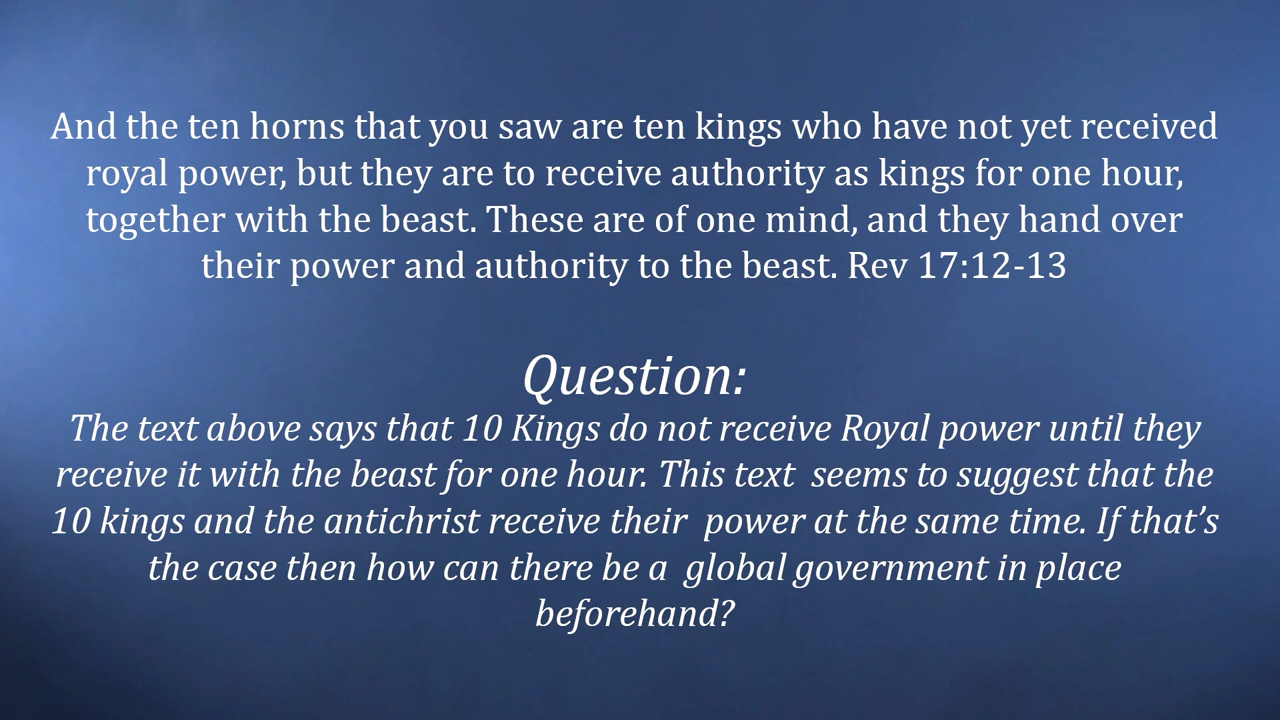 And the ten horns that you saw are ten kings who have not yet received
royal power, but they are to receive authority as kings for one hour,
together with the beast. These are of one mind, and they hand over
their power and authority to the beast. Rev 17:12-13
Question:
The text above says that 10 Kings do not receive Royal power until they
receive it with the beast for one hour. This text  seems to suggest that the
10 kings and the antichrist receive their  power at the same time. If that’s
the case then how can there be a  global government in place
beforehand?